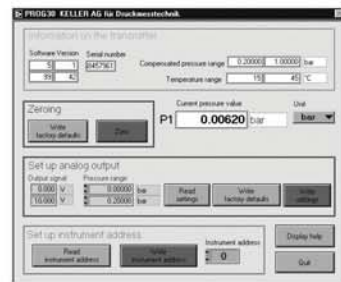 PROG30 KELLER AG für Druckmesstechnik
Information on the transmitter
Software Version Serial number
5 1
99 42
Compensated pressure range 0.20000 1.00000 bar
Temperature range 15 45 °C
Zeroing
Write factory defaults
Zero
Current pressure value
P1 0.00620 bar
Unit
bar
Set up analog output
Output signal: Pressure range:
0.000 V 0.00000 bar
10.000 V 0.20000 bar
Read settings
Write factory defaults
Write settings
Set up instrument address
Read instrument address
Write instrument address
Instrument address
0
Display help
Quit